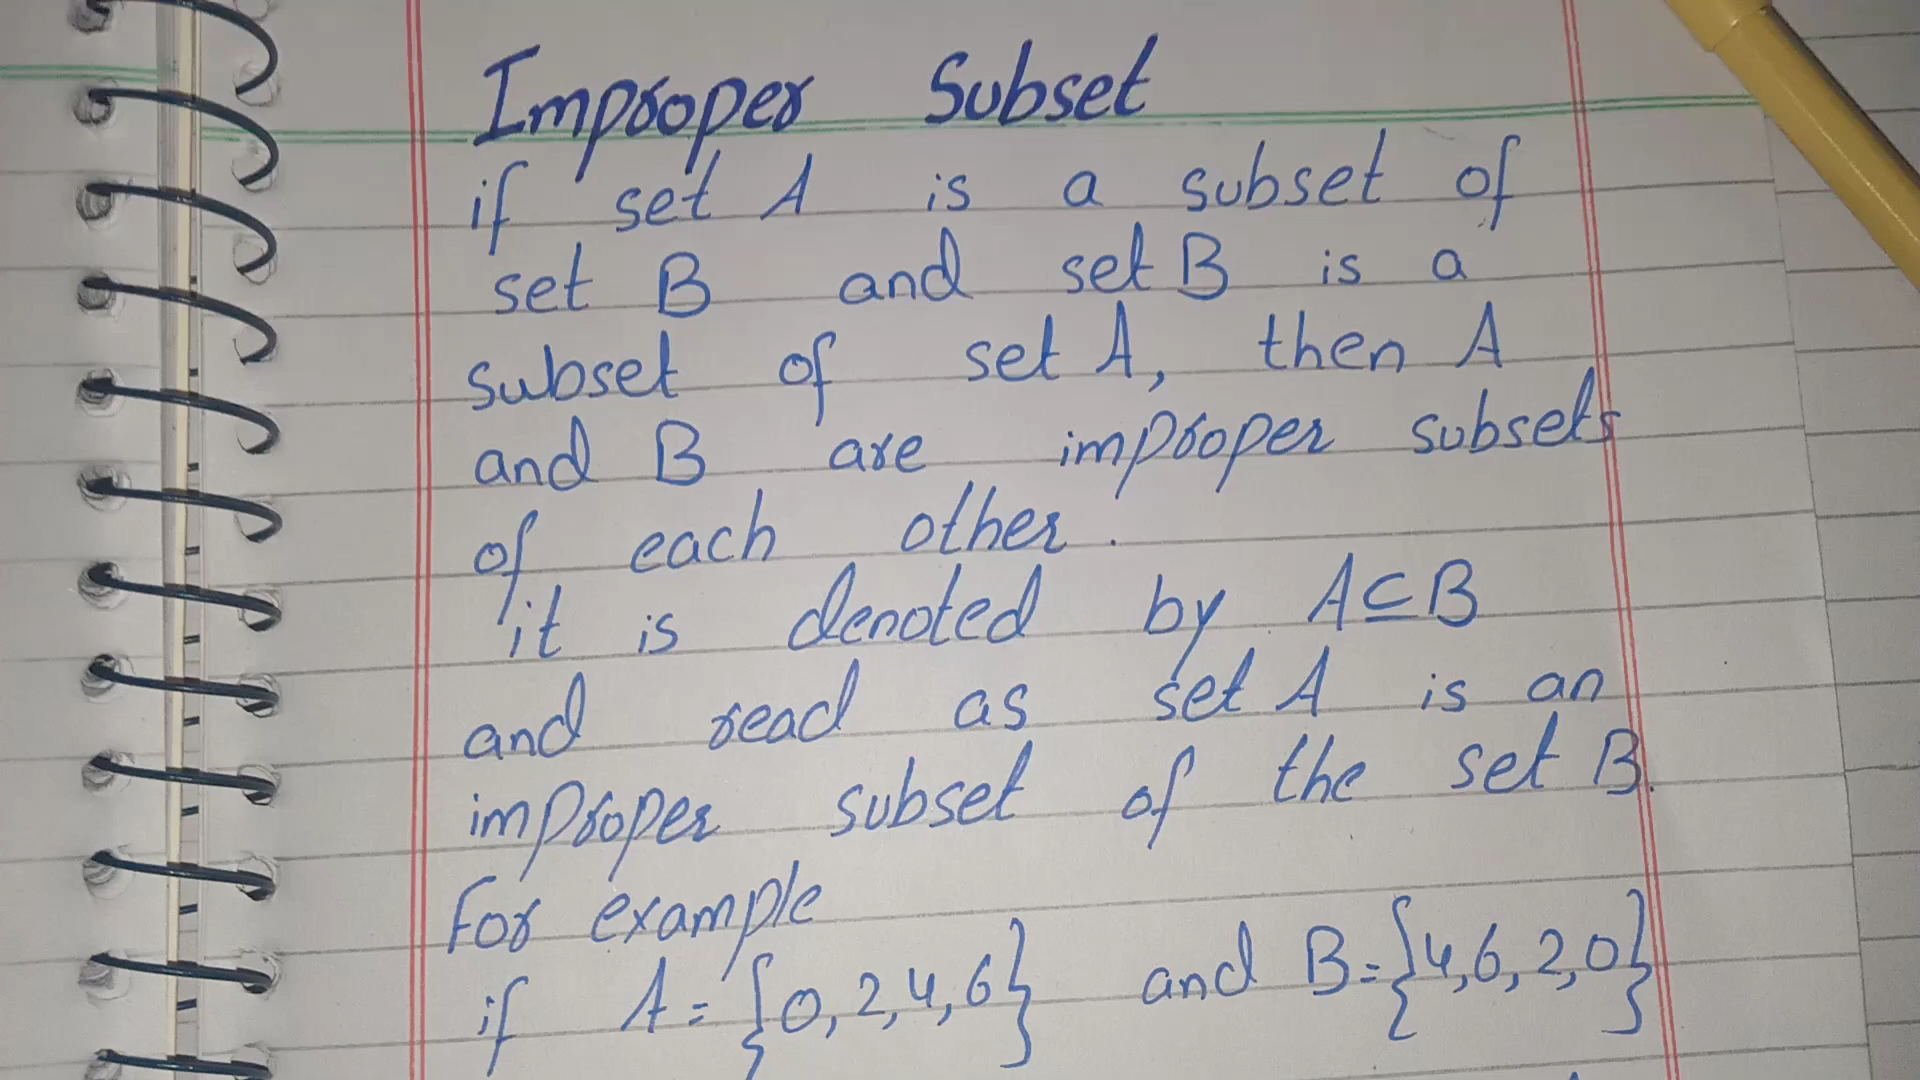 Improper Subset
if set A is a subset of
set B and set B is a
subset of set A, then A
and B are improper subsets
of each other.
it is denoted by A⊆B
and read as set A is an
improper subset of the set B.
For example
if A={0,2,4,6} and B={4,6,2,0}